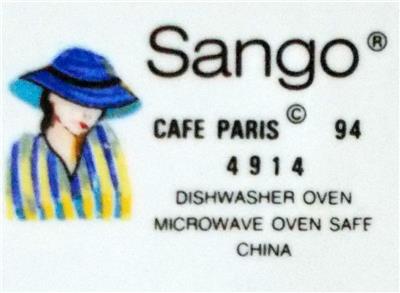 Sango®
CAFE PARIS © 94
4914
DISHWASHER OVEN
MICROWAVE OVEN SAFF
CHINA